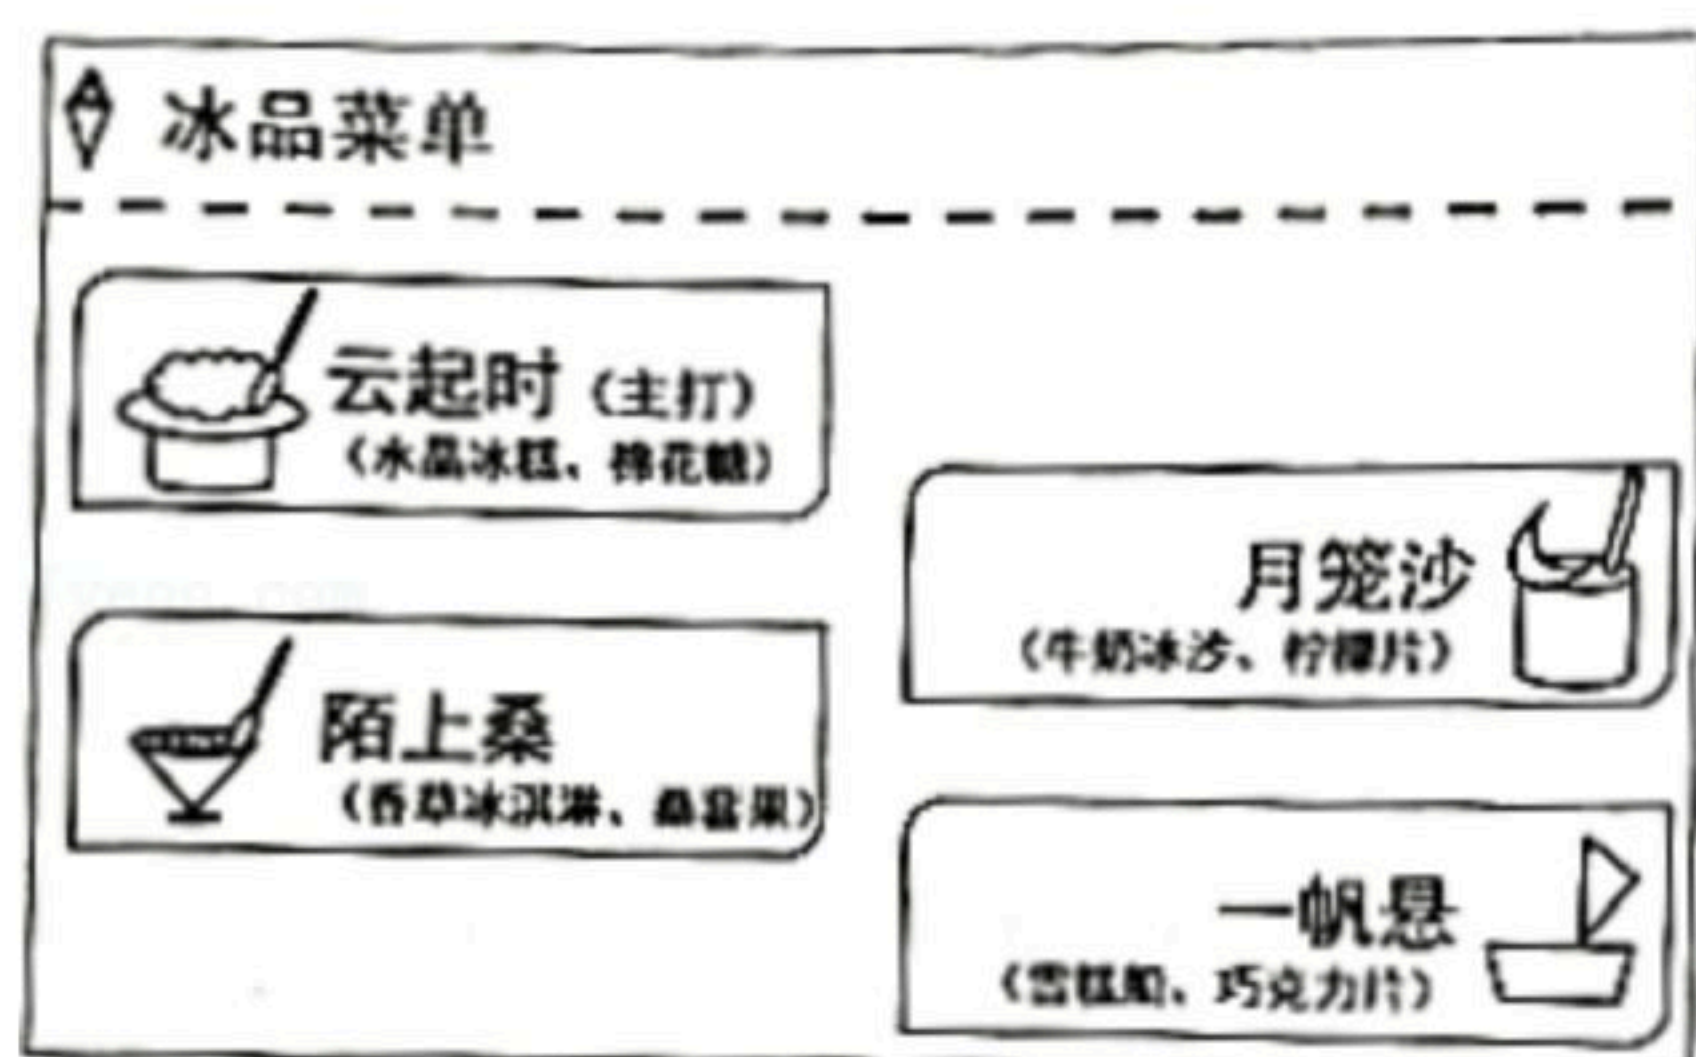 冰品菜单
云起时（主打）
（水晶冰糕、棉花糖）
月笼沙
（牛奶冰沙、柠檬片）
陌上桑
（香草冰淇淋、桑葚果）
一帆悬
（雪糕船、巧克力片）